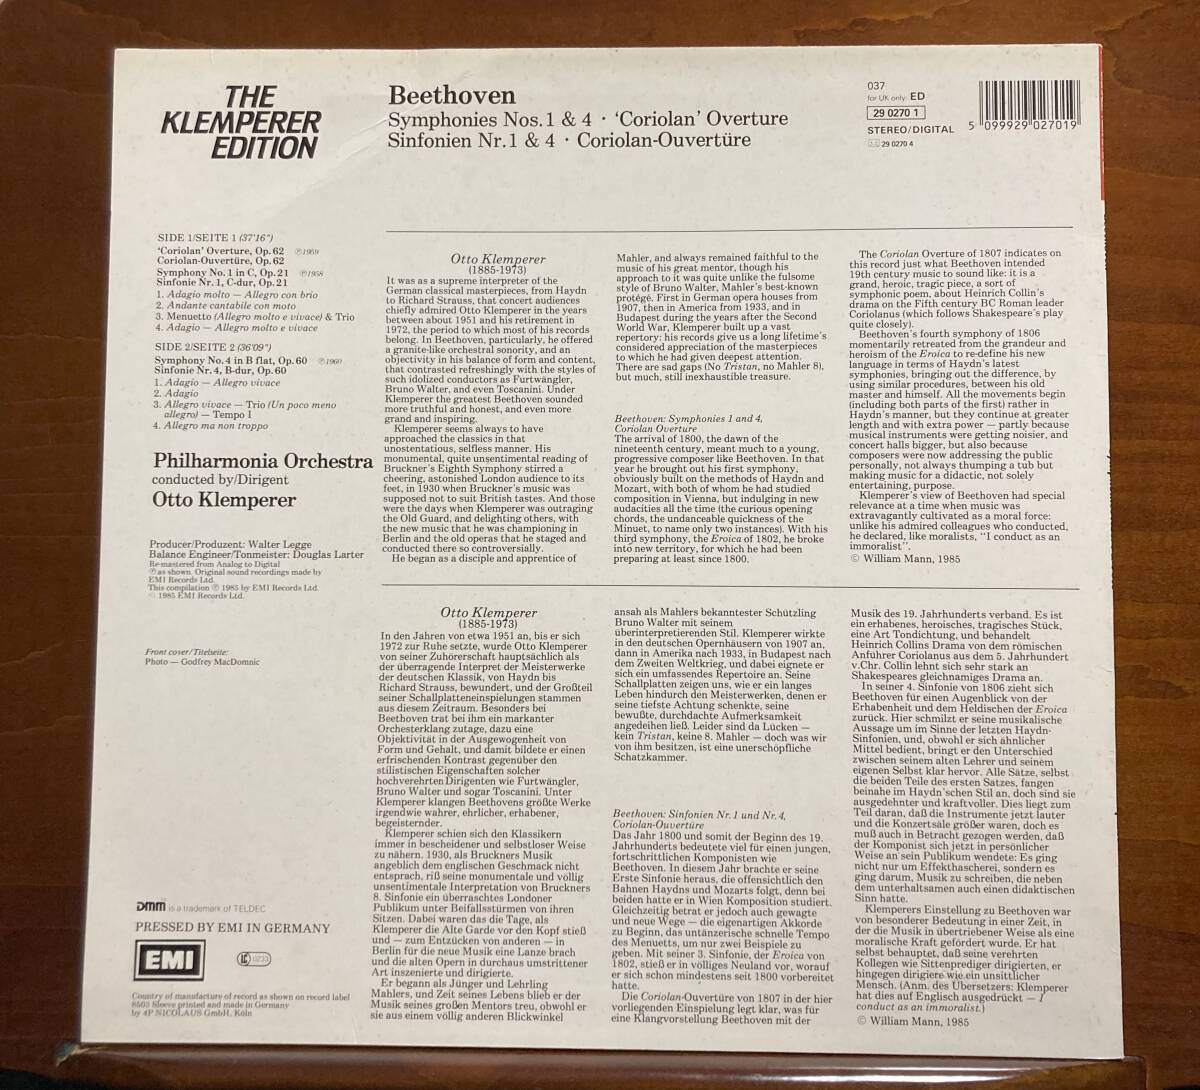 THE
KLEMPERER
EDITION
Beethoven
Symphonies Nos. 1 & 4 · 'Coriolan' Overture
Sinfonien Nr. 1 & 4 · Coriolan-Ouvertüre
037
for UK only: ED
29 0270 1
STEREO/DIGITAL
29 0270 4
5 099929 027019
SIDE 1/SEITE 1 (37'16")
'Coriolan' Overture, Op. 62 ℗1959
Coriolan-Ouvertüre, Op. 62
Symphony No. 1 in C, Op. 21 ℗1958
Sinfonie Nr. 1, C-dur, Op. 21
1. Adagio molto — Allegro con brio
2. Andante cantabile con moto
3. Menuetto (Allegro molto e vivace) & Trio
4. Adagio — Allegro molto e vivace
SIDE 2/SEITE 2 (36'09")
Symphony No. 4 in B flat, Op. 60 ℗1960
Sinfonie Nr. 4, B-dur, Op. 60
1. Adagio — Allegro vivace
2. Adagio
3. Allegro vivace — Trio (Un poco meno
allegro) — Tempo I
4. Allegro ma non troppo
Philharmonia Orchestra
conducted by/Dirigent
Otto Klemperer
Producer/Produzent: Walter Legge
Balance Engineer/Tonmeister: Douglas Larter
Re-mastered from Analog to Digital
℗ as shown. Original sound recordings made by
EMI Records Ltd.
This compilation ℗ 1985 by EMI Records Ltd.
© 1985 EMI Records Ltd.
Front cover/Titelseite:
Photo — Godfrey MacDomnic
DMM is a trademark of TELDEC
PRESSED BY EMI IN GERMANY
EMI
LC 0233
Country of manufacture of record as shown on record label
8503 Sleeve printed and made in Germany
by 4P NICOLAUS GmbH, Köln
Otto Klemperer
(1885-1973)
It was as a supreme interpreter of the
German classical masterpieces, from Haydn
to Richard Strauss, that concert audiences
chiefly admired Otto Klemperer in the years
between about 1951 and his retirement in
1972, the period to which most of his records
belong. In Beethoven, particularly, he offered
a granite-like orchestral sonority, and an
objectivity in his balance of form and content,
that contrasted refreshingly with the styles of
such idolized conductors as Furtwängler,
Bruno Walter, and even Toscanini. Under
Klemperer the greatest Beethoven sounded
more truthful and honest, and even more
grand and inspiring.
Klemperer seems always to have
approached the classics in that
unostentatious, selfless manner. His
monumental, quite unsentimental reading of
Bruckner's Eighth Symphony stirred a
cheering, astonished London audience to its
feet, in 1930 when Bruckner's music was
supposed not to suit British tastes. And those
were the days when Klemperer was outraging
the Old Guard, and delighting others, with
the new music that he was championing in
Berlin and the old operas that he staged and
conducted there so controversially.
He began as a disciple and apprentice of
Mahler, and always remained faithful to the
music of his great mentor, though his
approach to it was quite unlike the fulsome
style of Bruno Walter, Mahler's best-known
protégé. First in German opera houses from
1907, then in America from 1933, and in
Budapest during the years after the Second
World War, Klemperer built up a vast
repertory: his records give us a long lifetime's
considered appreciation of the masterpieces
to which he had given deepest attention.
There are sad gaps (No Tristan, no Mahler 8),
but much, still inexhaustible treasure.
Beethoven: Symphonies 1 and 4,
Coriolan Overture
The arrival of 1800, the dawn of the
nineteenth century, meant much to a young,
progressive composer like Beethoven. In that
year he brought out his first symphony,
obviously built on the methods of Haydn and
Mozart, with both of whom he had studied
composition in Vienna, but indulging in new
audacities all the time (the curious opening
chords, the undanceable quickness of the
Minuet, to name only two instances). With his
third symphony, the Eroica of 1802, he broke
into new territory, for which he had been
preparing at least since 1800.
The Coriolan Overture of 1807 indicates on
this record just what Beethoven intended
19th century music to sound like: it is a
grand, heroic, tragic piece, a sort of
symphonic poem, about Heinrich Collin's
drama on the Fifth century BC Roman leader
Coriolanus (which follows Shakespeare's play
quite closely).
Beethoven's fourth symphony of 1806
momentarily retreated from the grandeur and
heroism of the Eroica to re-define his new
language in terms of Haydn's latest
symphonies, bringing out the difference, by
using similar procedures, between his old
master and himself. All the movements begin
(including both parts of the first) rather in
Haydn's manner, but they continue at greater
length and with extra power — partly because
musical instruments were getting noisier, and
concert halls bigger, but also because
composers were now addressing the public
personally, not always thumping a tub but
making music for a didactic, not solely
entertaining, purpose.
Klemperer's view of Beethoven had special
relevance at a time when music was
extravagantly cultivated as a moral force:
unlike his admired colleagues who conducted,
he declared, like moralists, "I conduct as an
immoralist".
© William Mann, 1985
Otto Klemperer
(1885-1973)
In den Jahren von etwa 1951 an, bis er sich
1972 zur Ruhe setzte, wurde Otto Klemperer
von seiner Zuhörerschaft hauptsächlich als
der überragende Interpret der Meisterwerke
der deutschen Klassik, von Haydn bis
Richard Strauss, bewundert, und der Großteil
seiner Schallplatteneinspielungen stammen
aus diesem Zeitraum. Besonders bei
Beethoven trat bei ihm ein markanter
Orchesterklang zutage, dazu eine
Objektivität in der Ausgewogenheit von
Form und Gehalt, und damit bildete er einen
erfrischenden Kontrast gegenüber den
stilistischen Eigenschaften solcher
hochverehrten Dirigenten wie Furtwängler,
Bruno Walter und sogar Toscanini. Unter
Klemperer klangen Beethovens größte Werke
irgendwie wahrer, ehrlicher, erhabener,
begeisternder.
Klemperer schien sich den Klassikern
immer in bescheidener und selbstloser Weise
zu nähern. 1930, als Bruckners Musik
angeblich dem englischen Geschmack nicht
entsprach, riß seine monumentale und völlig
unsentimentale Interpretation von Bruckners
8. Sinfonie ein überraschtes Londoner
Publikum unter Beifallsstürmen von ihren
Sitzen. Dabei waren das die Tage, als
Klemperer die Alte Garde vor den Kopf stieß
und — zum Entzücken von anderen — in
Berlin für die neue Musik eine Lanze brach
und die alten Opern in durchaus umstrittener
Art inszenierte und dirigierte.
Er begann als Jünger und Lehrling
Mahlers, und Zeit seines Lebens blieb er der
Musik seines großen Mentors treu, obwohl er
sie aus einem völlig anderen Blickwinkel
ansah als Mahlers bekanntester Schützling
Bruno Walter mit seinem
überinterpretierenden Stil. Klemperer wirkte
in den deutschen Opernhäusern von 1907 an,
dann in Amerika nach 1933, in Budapest nach
dem Zweiten Weltkrieg, und dabei eignete er
sich ein umfassendes Repertoire an. Seine
Schallplatten zeigen uns, wie er ein langes
Leben hindurch den Meisterwerken, denen er
seine tiefste Achtung schenkte, seine
bewußte, durchdachte Aufmerksamkeit
angedeihen ließ. Leider sind da Lücken —
kein Tristan, keine 8. Mahler — doch was wir
von ihm besitzen, ist eine unerschöpfliche
Schatzkammer.
Beethoven: Sinfonien Nr. 1 und Nr. 4,
Coriolan-Ouvertüre
Das Jahr 1800 und somit der Beginn des 19.
Jahrhunderts bedeutete viel für einen jungen,
fortschrittlichen Komponisten wie
Beethoven. In diesem Jahr brachte er seine
Erste Sinfonie heraus, die offensichtlich den
Bahnen Haydns und Mozarts folgt, denn bei
beiden hatte er in Wien Komposition studiert.
Gleichzeitig betrat er jedoch auch gewagte
und neue Wege — die eigenartigen Akkorde
zu Beginn, das untänzerische schnelle Tempo
des Menuetts, um nur zwei Beispiele zu
geben. Mit seiner 3. Sinfonie, der Eroica von
1802, stieß er in völliges Neuland vor, worauf
er sich schon mindestens seit 1800 vorbereitet
hatte.
Die Coriolan-Ouvertüre von 1807 in der hier
vorliegenden Einspielung legt klar, was für
eine Klangvorstellung Beethoven mit der
Musik des 19. Jahrhunderts verband. Es ist
ein erhabenes, heroisches, tragisches Stück,
eine Art Tondichtung, und behandelt
Heinrich Collins Drama von dem römischen
Anführer Coriolanus aus dem 5. Jahrhundert
v.Chr. Collin lehnt sich sehr stark an
Shakespeares gleichnamiges Drama an.
In seiner 4. Sinfonie von 1806 zieht sich
Beethoven für einen Augenblick von der
Erhabenheit und dem Heldischen der Eroica
zurück. Hier schmilzt er seine musikalische
Aussage um im Sinne der letzten Haydn-
Sinfonien, und, obwohl er sich ähnlicher
Mittel bedient, bringt er den Unterschied
zwischen seinem alten Lehrer und seinem
eigenen Selbst klar hervor. Alle Sätze, selbst
die beiden Teile des ersten Satzes, fangen
beinahe im Haydn'schen Stil an, doch sind sie
ausgedehnter und kraftvoller. Dies liegt zum
Teil daran, daß die Instrumente jetzt lauter
und die Konzertsäle größer waren, doch es
muß auch in Betracht gezogen werden, daß
der Komponist sich jetzt in persönlicher
Weise an sein Publikum wendete: Es ging
nicht nur um Effekthascherei, sondern es
ging darum, Musik zu schreiben, die neben
dem unterhaltsamen auch einen didaktischen
Sinn hatte.
Klemperers Einstellung zu Beethoven war
von besonderer Bedeutung in einer Zeit, in
der die Musik in übertriebener Weise als eine
moralische Kraft gefördert wurde. Er hat
selbst behauptet, daß seine verehrten
Kollegen wie Sittenprediger dirigierten, er
hingegen dirigiere wie ein unsittlicher
Mensch. (Anm. des Übersetzers: Klemperer
hat dies auf Englisch ausgedrückt — I
conduct as an immoralist.)
© William Mann, 1985